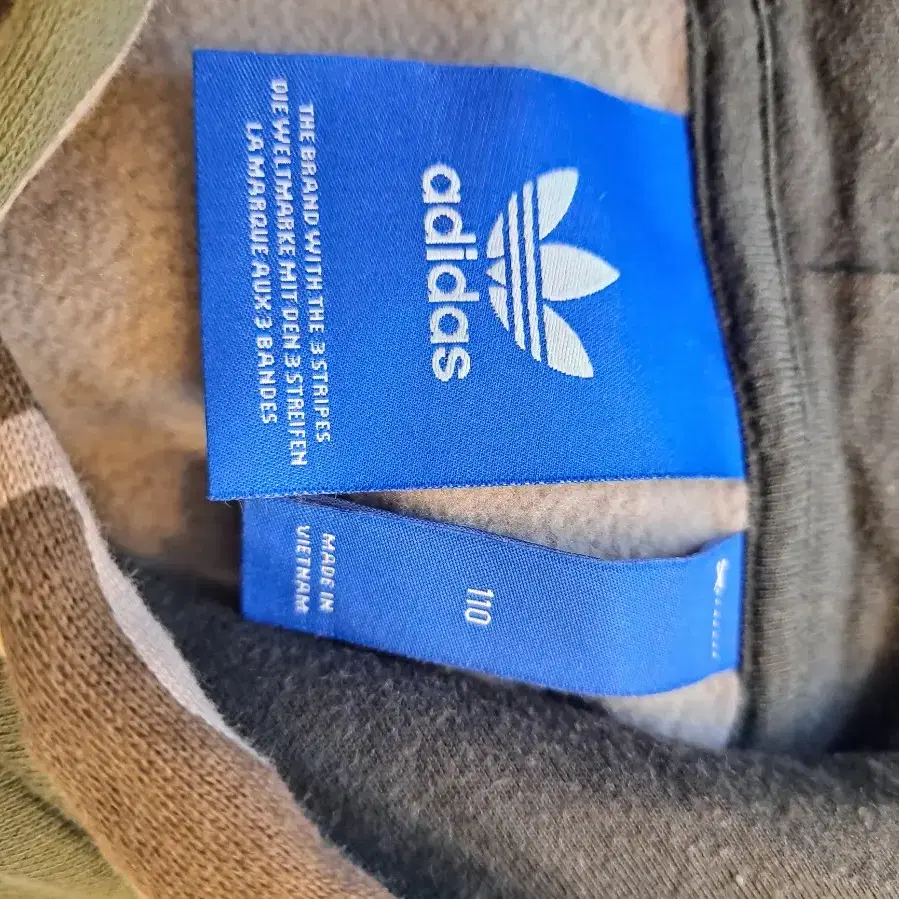 adidas
THE BRAND WITH THE 3 STRIPES
DIE WELTMARKE MIT DEN 3 STREIFEN
LA MARQUE AUX 3 BANDES
110
MADE IN
VIETNAM